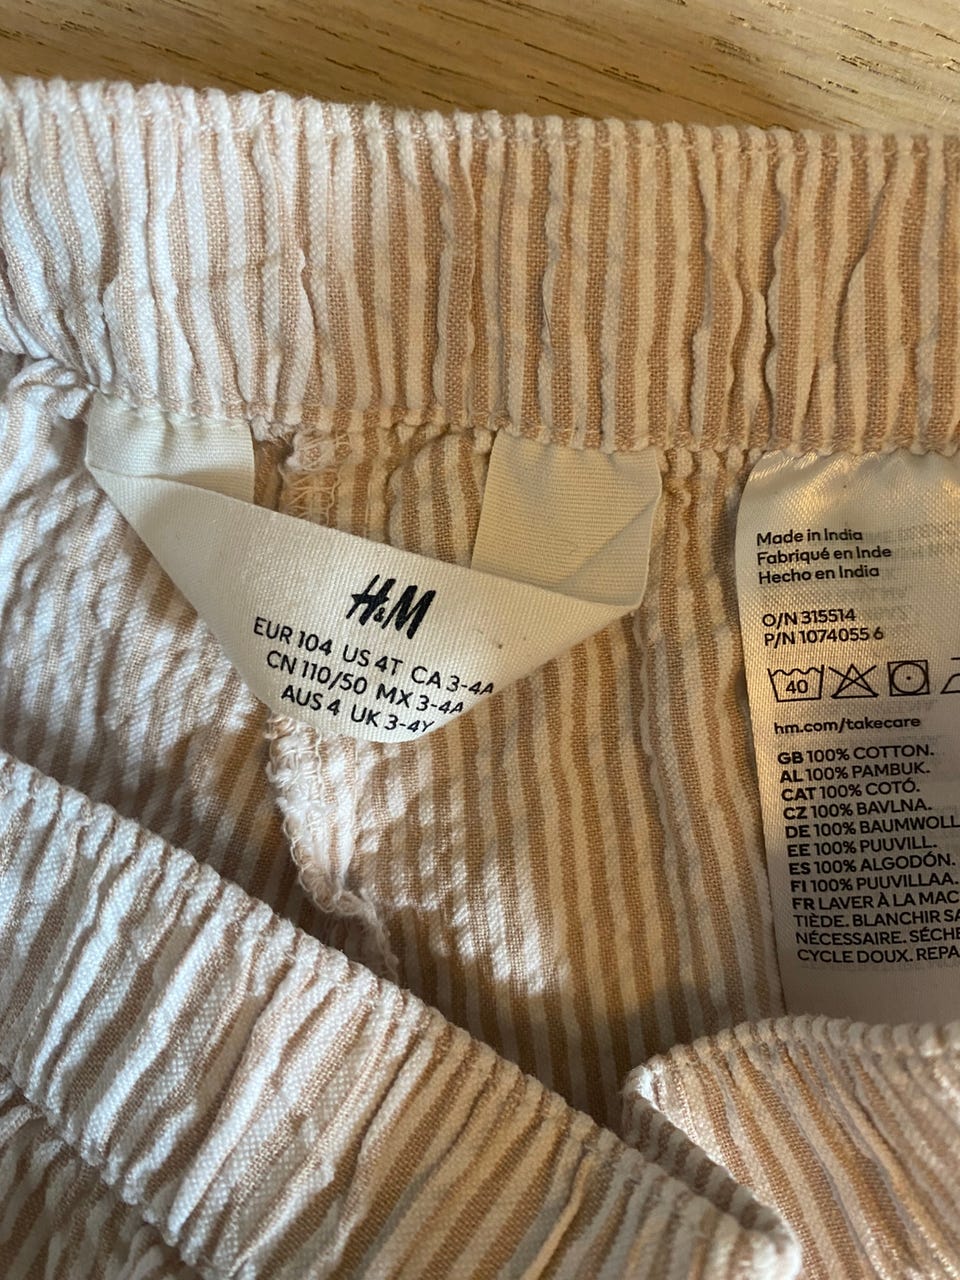 H&M
EUR 104 US 4T CA 3-4A
CN 110/50 MX 3-4A
AUS 4 UK 3-4Y
Made in India
Fabriqué en Inde
Hecho en India
O/N 315514
P/N 1074055 6
40
hm.com/takecare
GB 100% COTTON.
AL 100% PAMBUK.
CAT 100% COTÓ.
CZ 100% BAVLNA.
DE 100% BAUMWOLL
EE 100% PUUVILL.
ES 100% ALGODÓN.
FI 100% PUUVILLAA.
FR LAVER À LA MAC
TIÈDE. BLANCHIR SA
NÉCESSAIRE. SÉCHE
CYCLE DOUX. REPA